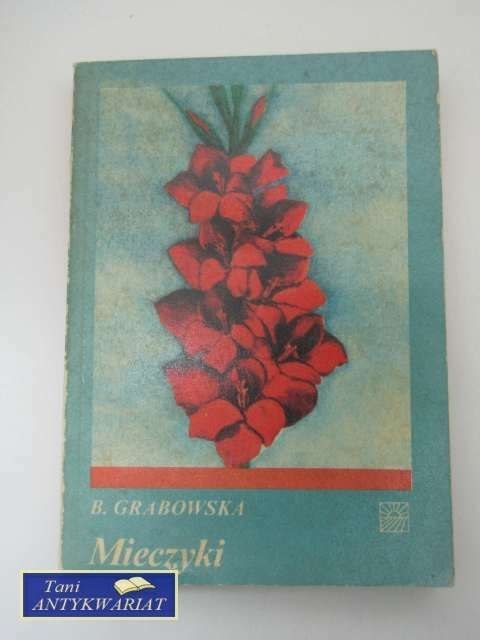 B. GRABOWSKA
Mieczyki
Tani
ANTYKWARIAT